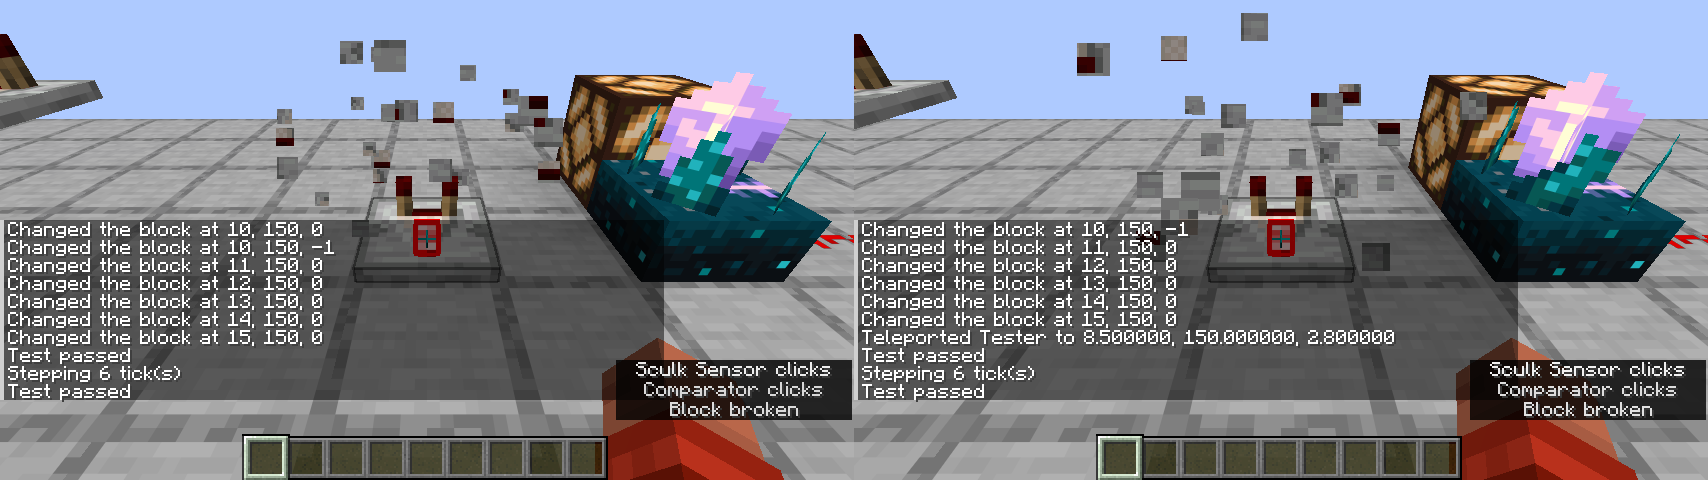 Changed the block at 10, 150, 0
Changed the block at 10, 150, -1
Changed the block at 11, 150, 0
Changed the block at 12, 150, 0
Changed the block at 13, 150, 0
Changed the block at 14, 150, 0
Changed the block at 15, 150, 0
Test passed
Stepping 6 tick(s)
Test passed
Sculk Sensor clicks
Comparator clicks
Block broken
Changed the block at 10, 150, -1
Changed the block at 11, 150, 0
Changed the block at 12, 150, 0
Changed the block at 13, 150, 0
Changed the block at 14, 150, 0
Changed the block at 15, 150, 0
Teleported Tester to 8.500000, 150.000000, 2.800000
Test passed
Stepping 6 tick(s)
Test passed
Sculk Sensor clicks
Comparator clicks
Block broken